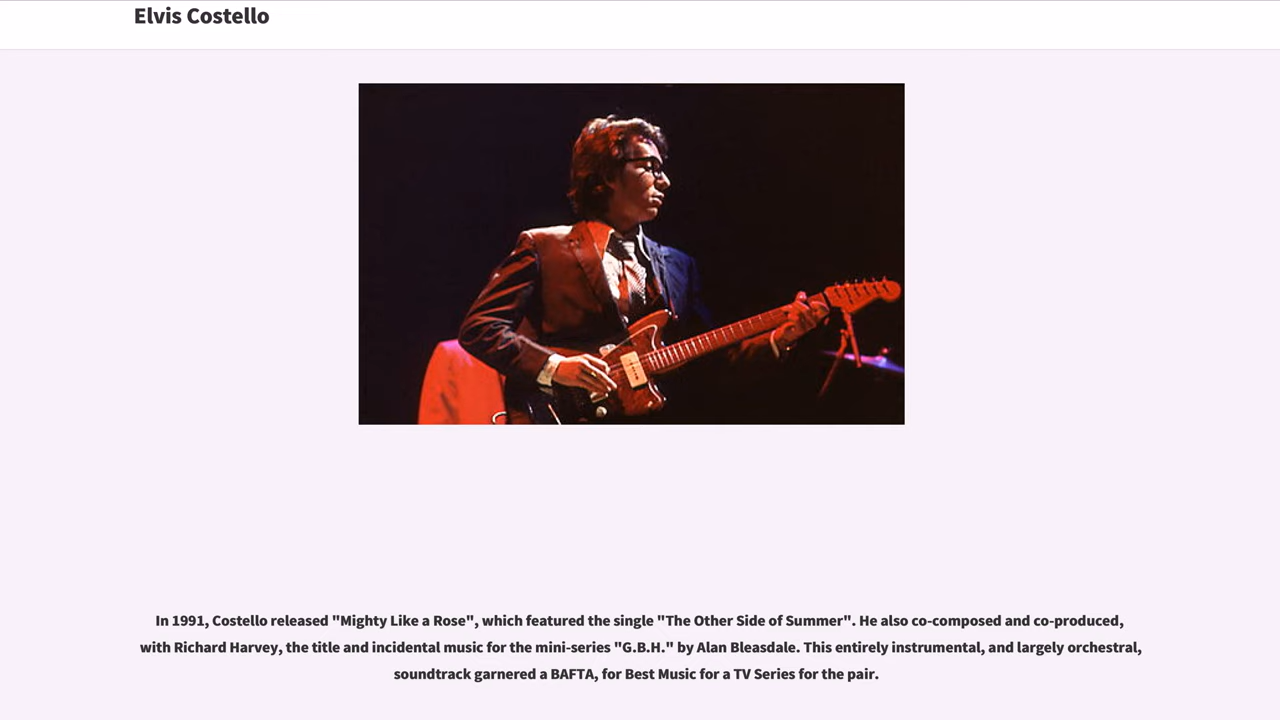 Elvis Costello
In 1991, Costello released "Mighty Like a Rose", which featured the single "The Other Side of Summer". He also co-composed and co-produced,
with Richard Harvey, the title and incidental music for the mini-series "G.B.H." by Alan Bleasdale. This entirely instrumental, and largely orchestral,
soundtrack garnered a BAFTA, for Best Music for a TV Series for the pair.